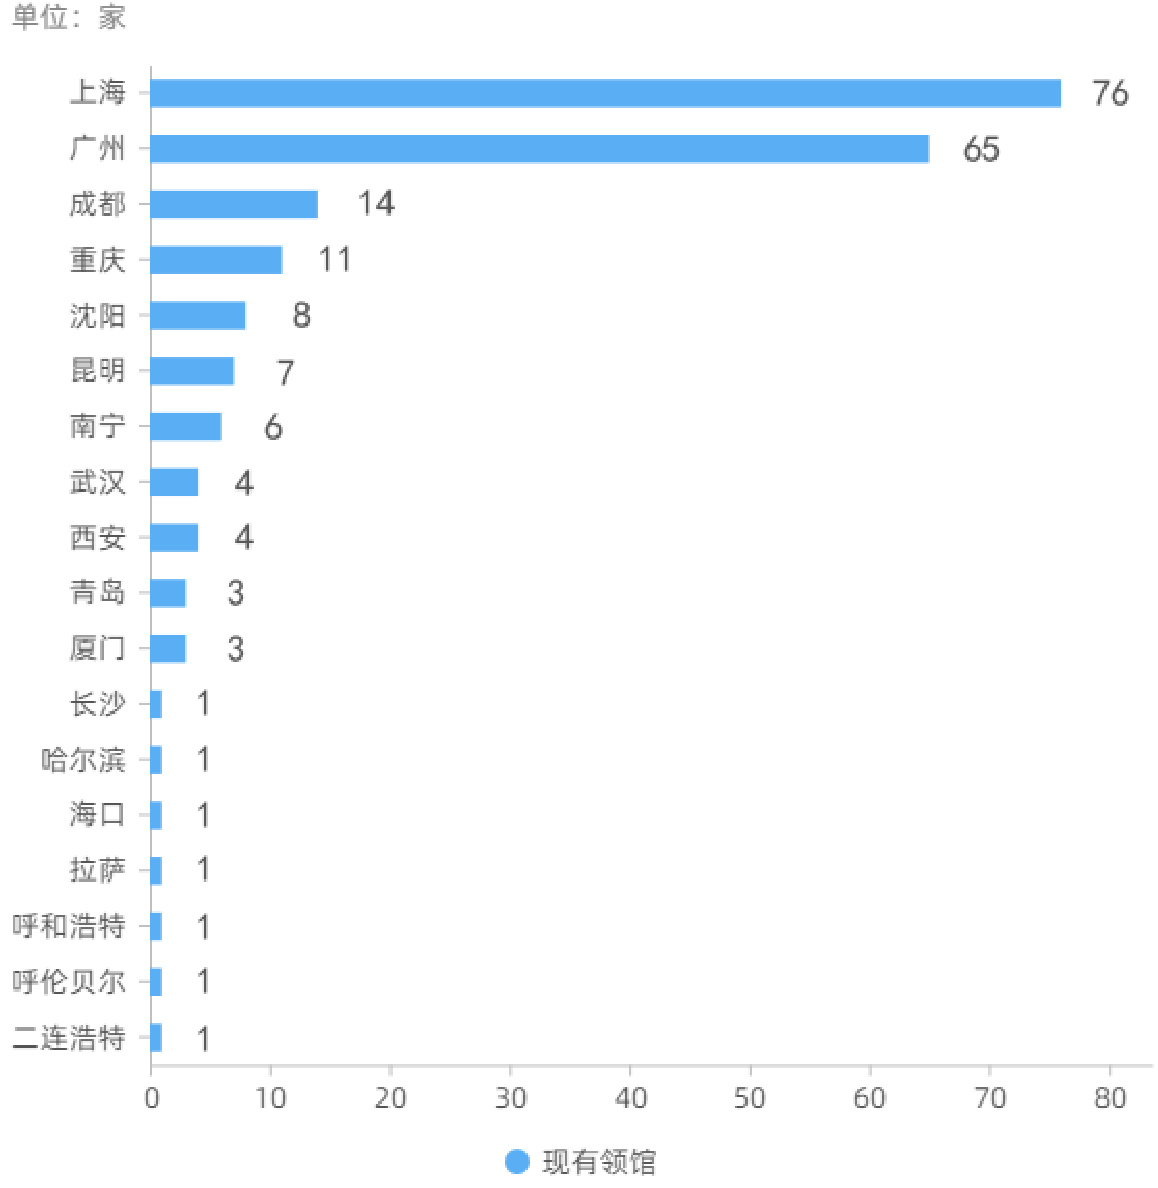 单位：家
上海 76
广州 65
成都 14
重庆 11
沈阳 8
昆明 7
南宁 6
武汉 4
西安 4
青岛 3
厦门 3
长沙 1
哈尔滨 1
海口 1
拉萨 1
呼和浩特 1
呼伦贝尔 1
二连浩特 1
0 10 20 30 40 50 60 70 80
现有领馆